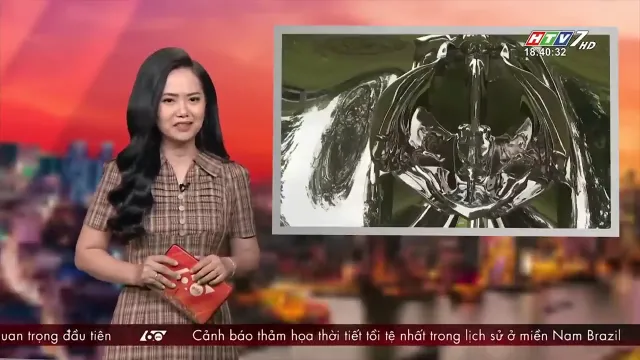 HTV7 HD
18:40:32
uan trọng đầu tiên 60 Cảnh báo thảm họa thời tiết tồi tệ nhất trong lịch sử ở miền Nam Brazil